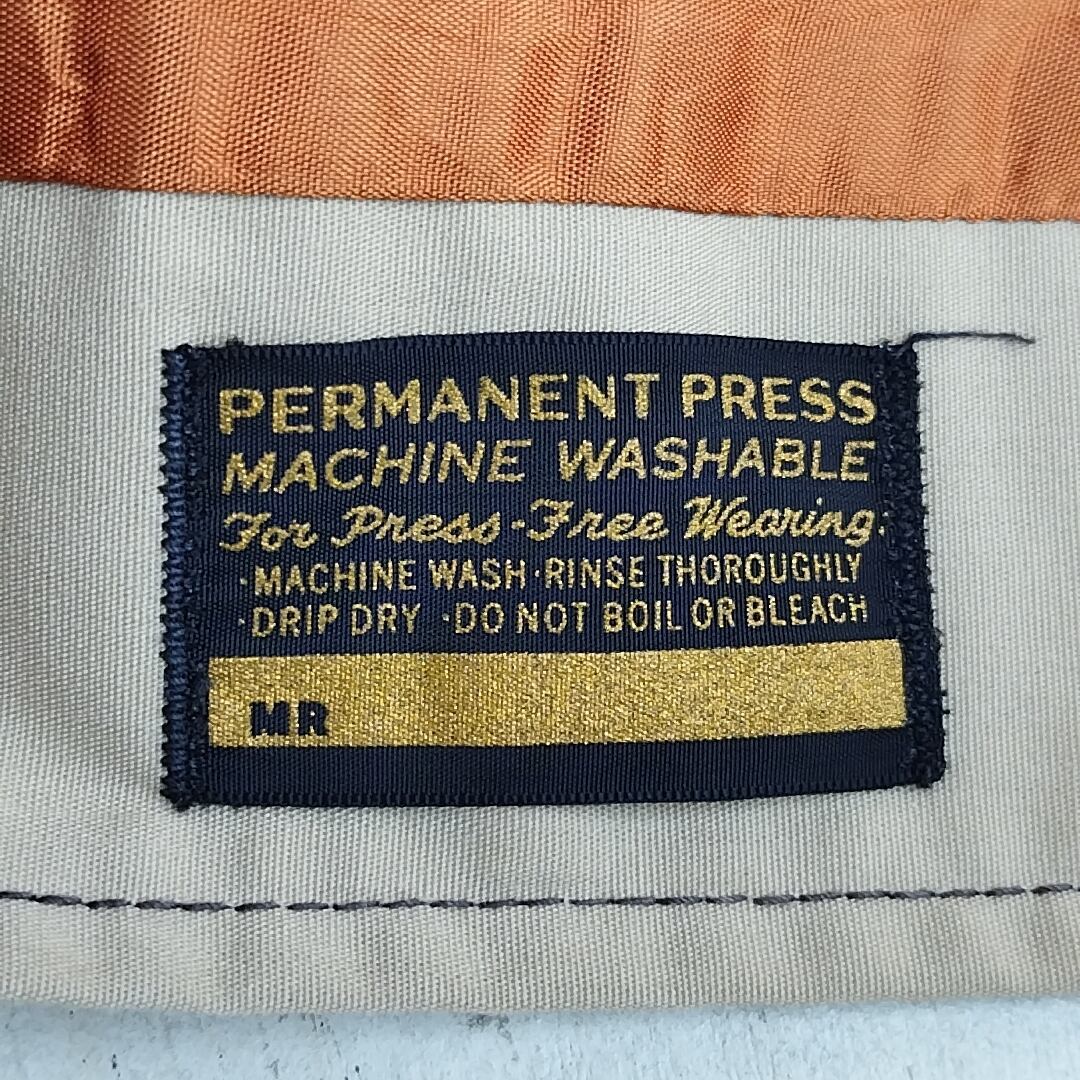 PERMANENT PRESS
MACHINE WASHABLE
For Press-Free Wearing:
·MACHINE WASH·RINSE THOROUGHLY
·DRIP DRY ·DO NOT BOIL OR BLEACH
MR